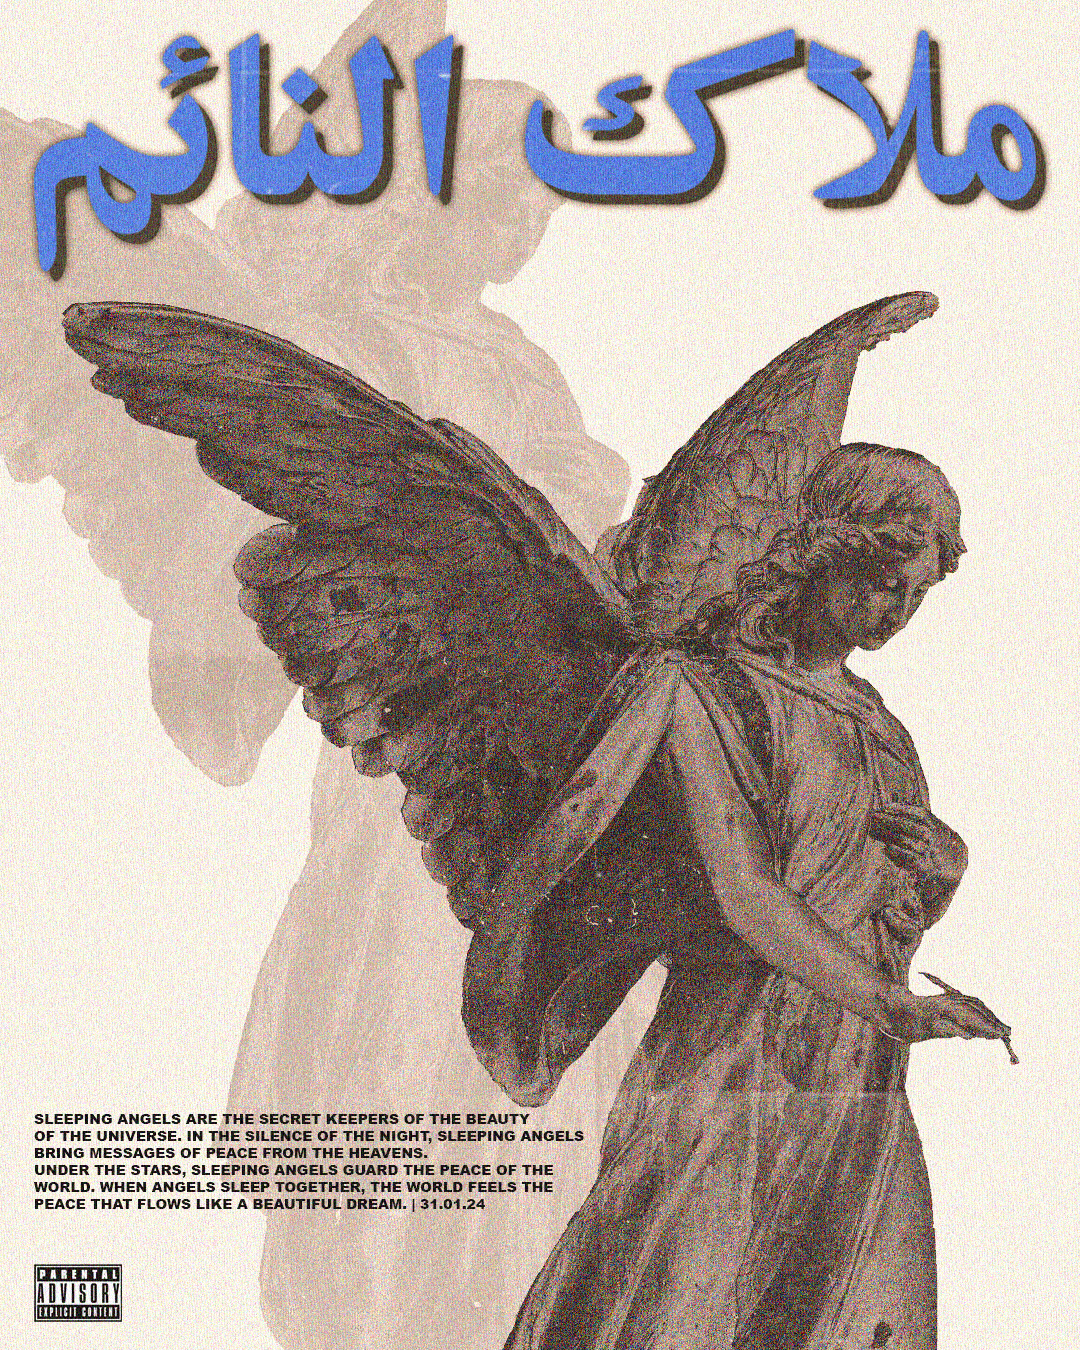 ملاك النائم
SLEEPING ANGELS ARE THE SECRET KEEPERS OF THE BEAUTY
OF THE UNIVERSE. IN THE SILENCE OF THE NIGHT, SLEEPING ANGELS
BRING MESSAGES OF PEACE FROM THE HEAVENS.
UNDER THE STARS, SLEEPING ANGELS GUARD THE PEACE OF THE
WORLD. WHEN ANGELS SLEEP TOGETHER, THE WORLD FEELS THE
PEACE THAT FLOWS LIKE A BEAUTIFUL DREAM. | 31.01.24
PARENTAL
ADVISORY
EXPLICIT CONTENT